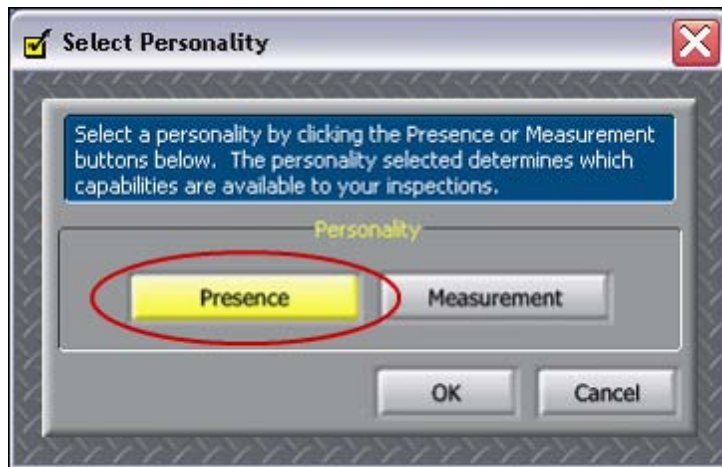 Select Personality
Select a personality by clicking the Presence or Measurement
buttons below. The personality selected determines which
capabilities are available to your inspections.
Personality
Presence Measurement
OK Cancel